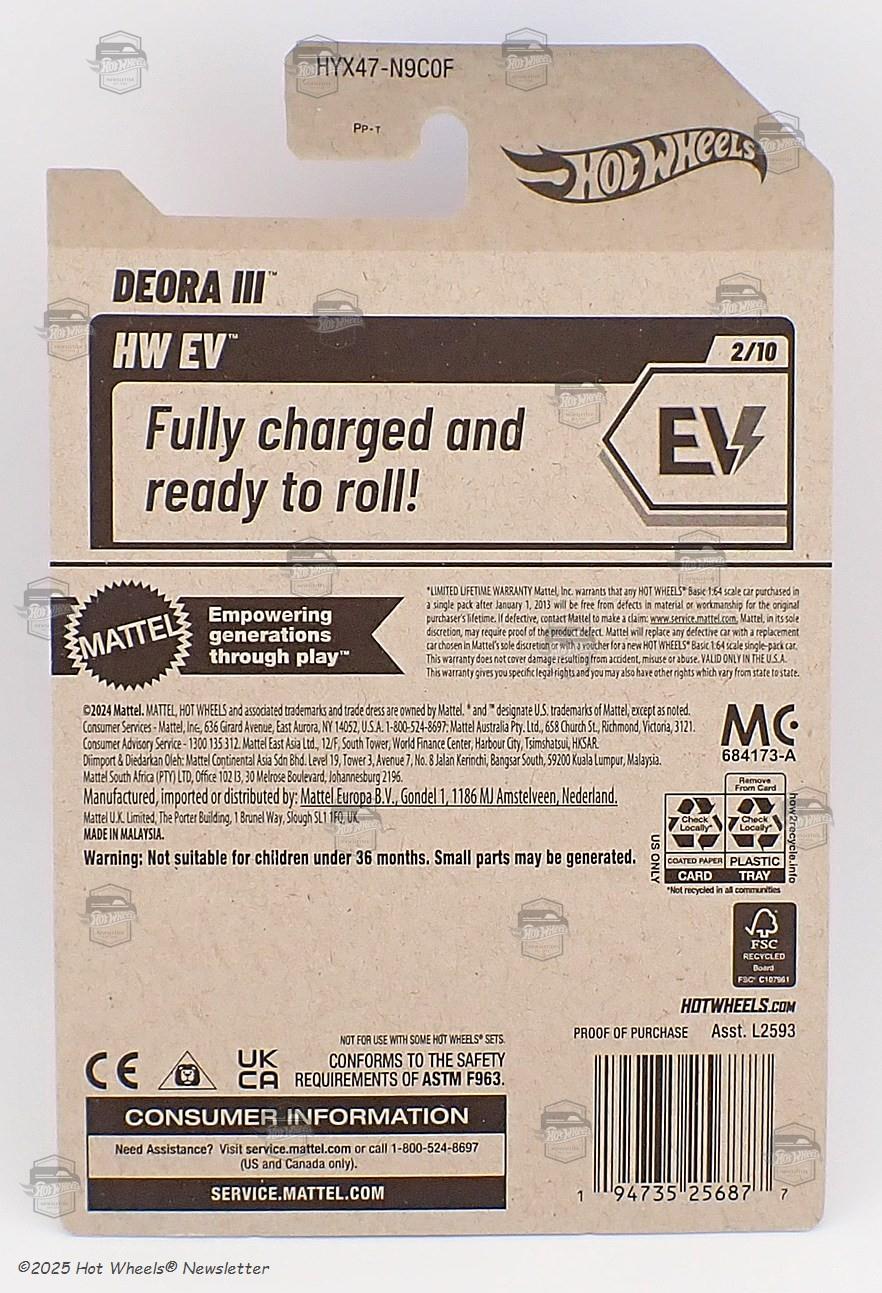 HYX47-N9C0F
PP-T
HOT WHEELS
DEORA III™
HW EV™
2/10
Fully charged and
ready to roll!
EV
MATTEL
Empowering
generations
through play™
*LIMITED LIFETIME WARRANTY Mattel, Inc. warrants that any HOT WHEELS® Basic 1:64 scale car purchased in
a single pack after January 1, 2013 will be free from defects in material or workmanship for the original
purchaser's lifetime. If defective, contact Mattel to make a claim: www.service.mattel.com. Mattel, in its sole
discretion, may require proof of the product defect. Mattel will replace any defective car with a replacement
car chosen in Mattel's sole discretion or with a voucher for a new HOT WHEELS® Basic 1:64 scale single-pack car.
This warranty does not cover damage resulting from accident, misuse or abuse. VALID ONLY IN THE U.S.A.
This warranty gives you specific legal rights and you may also have other rights which vary from state to state.
©2024 Mattel. MATTEL, HOT WHEELS and associated trademarks and trade dress are owned by Mattel. ® and ™ designate U.S. trademarks of Mattel, except as noted.
Consumer Services - Mattel, Inc., 636 Girard Avenue, East Aurora, NY 14052, U.S.A. 1-800-524-8697; Mattel Australia Pty. Ltd., 658 Church St., Richmond, Victoria, 3121.
Consumer Advisory Service - 1300 135 312. Mattel East Asia Ltd., 12/F, South Tower, World Finance Center, Harbour City, Tsimshatsui, HKSAR.
Diimport & Diedarkan Oleh: Mattel Continental Asia Sdn Bhd. Level 19, Tower 3, Avenue 7, No. 8 Jalan Kerinchi, Bangsar South, 59200 Kuala Lumpur, Malaysia.
Mattel South Africa (PTY) LTD, Office 102 I3, 30 Melrose Boulevard, Johannesburg 2196.
Manufactured, imported or distributed by: Mattel Europa B.V., Gondel 1, 1186 MJ Amstelveen, Nederland.
Mattel U.K. Limited, The Porter Building, 1 Brunel Way, Slough SL1 1FQ, UK.
MADE IN MALAYSIA.
Warning: Not suitable for children under 36 months. Small parts may be generated.
MC
684173-A
Remove
From Card
Check
Locally*
Check
Locally*
COATED PAPER
PLASTIC
CARD
TRAY
*Not recycled in all communities
US ONLY
how2recycle.info
FSC
RECYCLED
Board
FSC® C107961
HOTWHEELS.COM
PROOF OF PURCHASE Asst. L2593
NOT FOR USE WITH SOME HOT WHEELS® SETS.
CE
UK
CA
CONFORMS TO THE SAFETY
REQUIREMENTS OF ASTM F963.
CONSUMER INFORMATION
Need Assistance? Visit service.mattel.com or call 1-800-524-8697
(US and Canada only).
SERVICE.MATTEL.COM
1 94735 25687 7
©2025 Hot Wheels® Newsletter